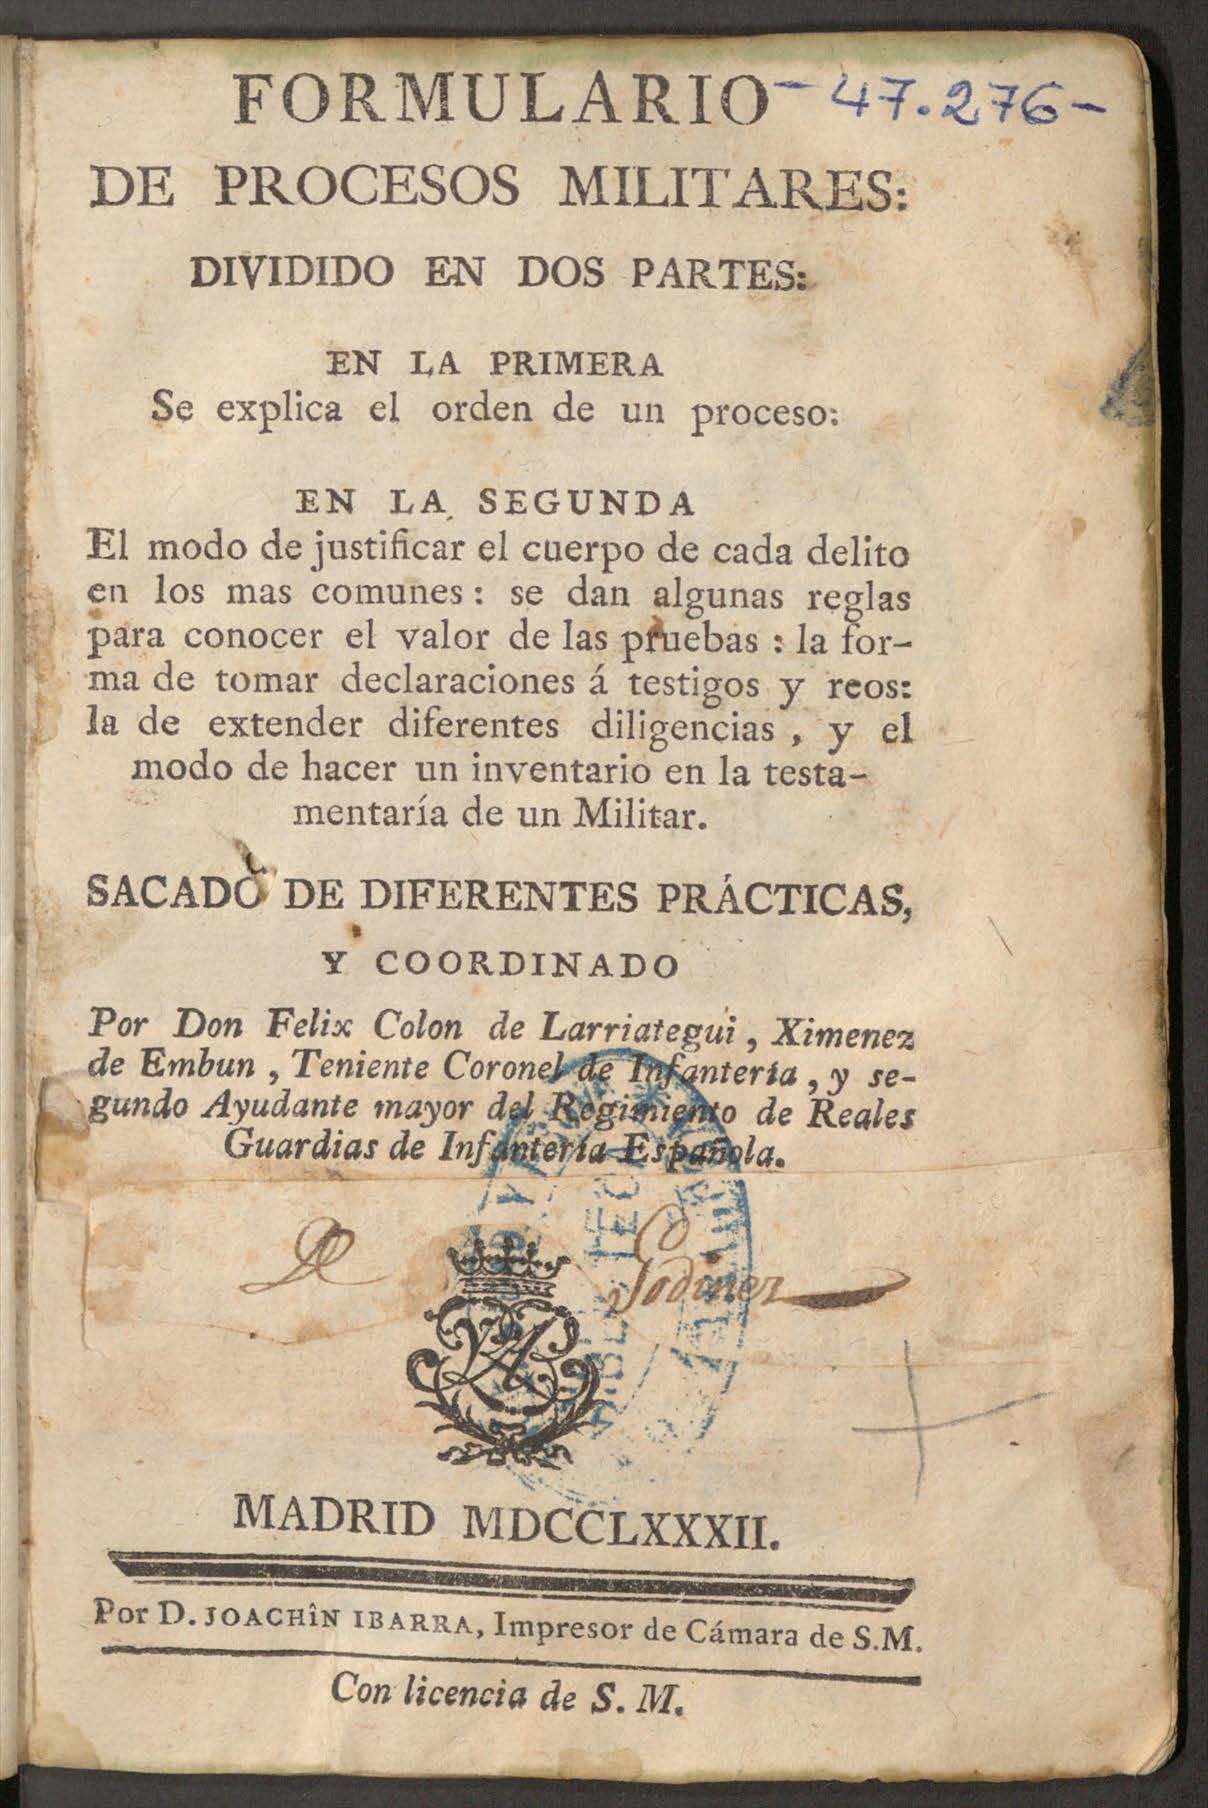 FORMULARIO - 47.276 -
DE PROCESOS MILITARES:
DIVIDIDO EN DOS PARTES:
EN LA PRIMERA
Se explica el orden de un proceso:
EN LA SEGUNDA
El modo de justificar el cuerpo de cada delito
en los mas comunes: se dan algunas reglas
para conocer el valor de las pruebas : la for-
ma de tomar declaraciones á testigos y reos:
la de extender diferentes diligencias , y el
modo de hacer un inventario en la testa-
mentaría de un Militar.
SACADO DE DIFERENTES PRÁCTICAS,
Y COORDINADO
Por Don Felix Colon de Larriategui , Ximenez
de Embun , Teniente Coronel de Infantería , y se-
gundo Ayudante mayor del Regimiento de Reales
Guardias de Infantería Española.
MADRID MDCCLXXXII.
Por D. JOACHÎN IBARRA, Impresor de Cámara de S.M.
Con licencia de S. M.